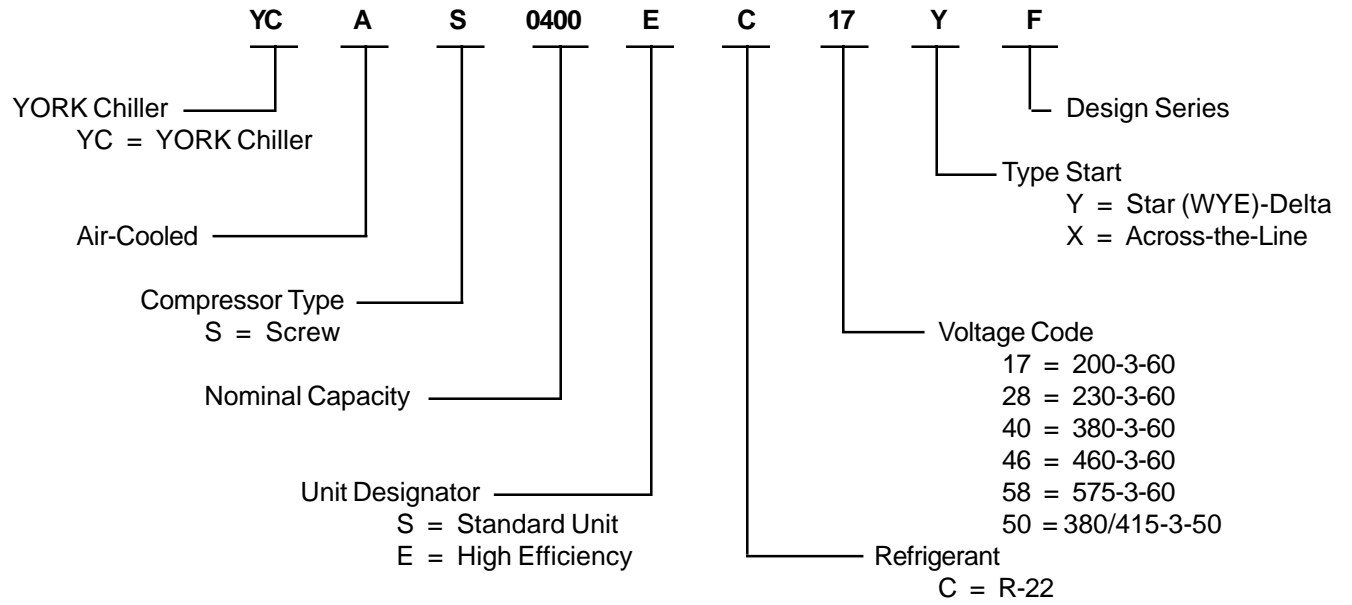 YC A S 0400 E C 17 Y F
YORK Chiller
YC = YORK Chiller
Design Series
Type Start
Y = Star (WYE)-Delta
X = Across-the-Line
Air-Cooled
Compressor Type
S = Screw
Voltage Code
17 = 200-3-60
28 = 230-3-60
40 = 380-3-60
46 = 460-3-60
58 = 575-3-60
50 = 380/415-3-50
Nominal Capacity
Unit Designator
S = Standard Unit
E = High Efficiency
Refrigerant
C = R-22